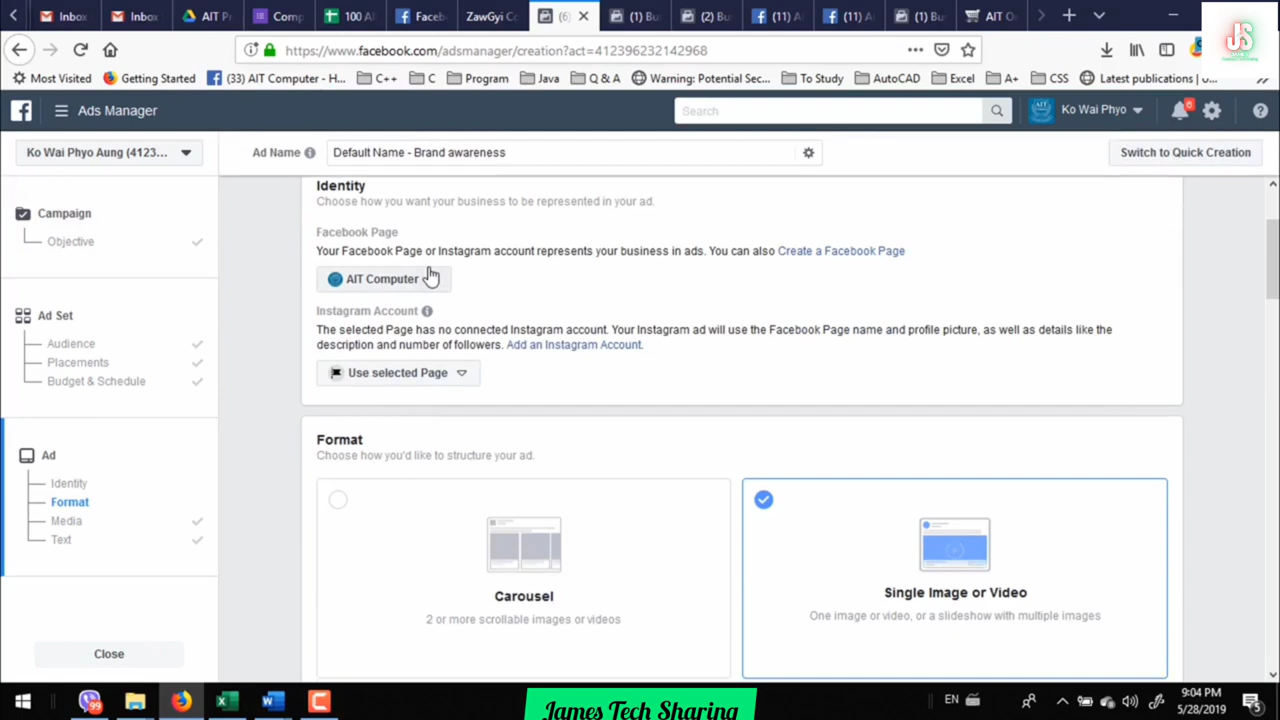 Inbox
Inbox
AIT P
Comp
100 A
Faceb
ZawGyi Co
(6)
(1) Bu
(2) Bu
(11) A
(11) A
(1) Bu
AIT O
https://www.facebook.com/adsmanager/creation?act=412396232142968
JS
Most Visited
Getting Started
(33) AIT Computer - H...
C++
C
Program
Java
Q & A
Warning: Potential Sec...
To Study
AutoCAD
Excel
A+
CSS
Latest publications | o...
Ads Manager
Search
Ko Wai Phyo
6
Ko Wai Phyo Aung (4123...
Ad Name
Default Name - Brand awareness
Switch to Quick Creation
Campaign
Objective
Ad Set
Audience
Placements
Budget & Schedule
Ad
Identity
Format
Media
Text
Close
Identity
Choose how you want your business to be represented in your ad.
Facebook Page
Your Facebook Page or Instagram account represents your business in ads. You can also Create a Facebook Page
AIT Computer
Instagram Account
The selected Page has no connected Instagram account. Your Instagram ad will use the Facebook Page name and profile picture, as well as details like the
description and number of followers. Add an Instagram Account.
Use selected Page
Format
Choose how you'd like to structure your ad.
Carousel
2 or more scrollable images or videos
Single Image or Video
One image or video, or a slideshow with multiple images
99
EN
9:04 PM
5/28/2019
5
James Tech Sharing